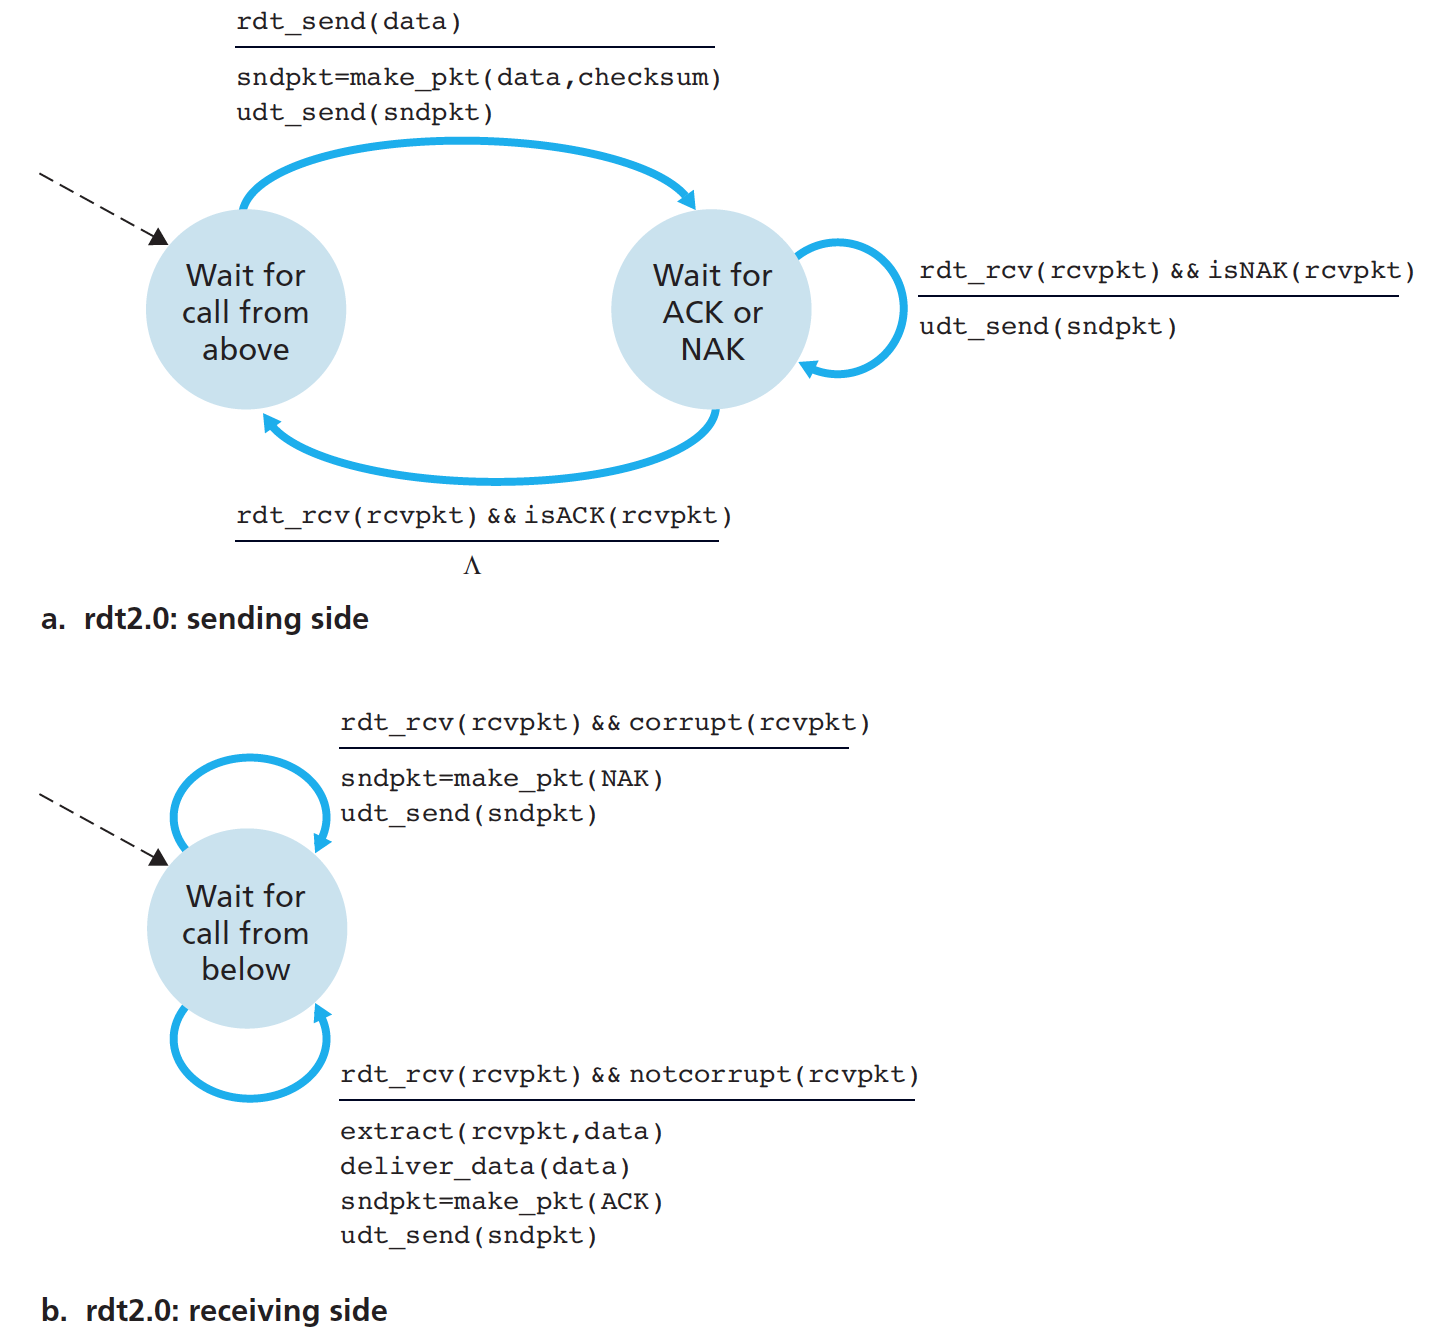 rdt_send(data)
sndpkt=make_pkt(data,checksum)
udt_send(sndpkt)
Wait for
call from
above
Wait for
ACK or
NAK
rdt_rcv(rcvpkt) && isNAK(rcvpkt)
udt_send(sndpkt)
rdt_rcv(rcvpkt) && isACK(rcvpkt)
Λ
a. rdt2.0: sending side
rdt_rcv(rcvpkt) && corrupt(rcvpkt)
sndpkt=make_pkt(NAK)
udt_send(sndpkt)
Wait for
call from
below
rdt_rcv(rcvpkt) && notcorrupt(rcvpkt)
extract(rcvpkt,data)
deliver_data(data)
sndpkt=make_pkt(ACK)
udt_send(sndpkt)
b. rdt2.0: receiving side